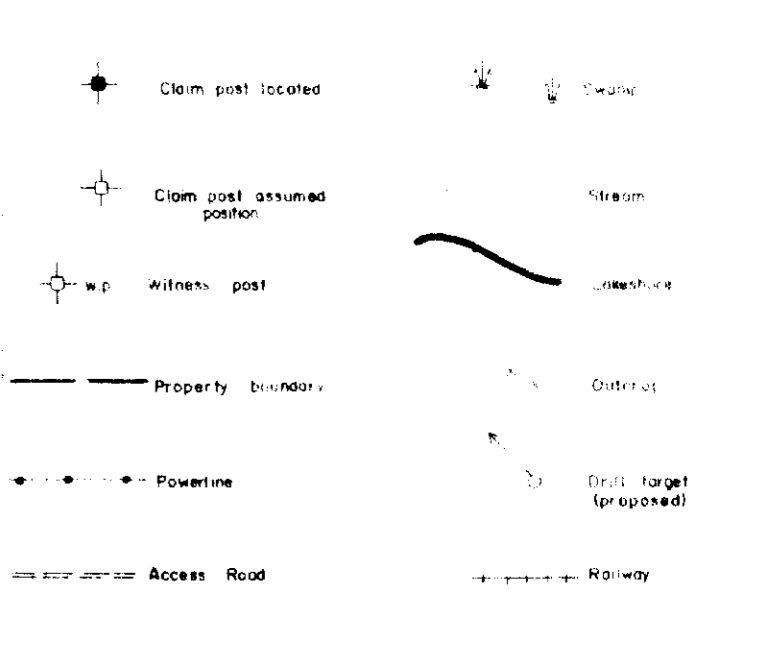 Claim post located
Claim post assumed
position
w.p. Witness post
Property boundary
Powerline
Access Road
Swamp
Stream
Lakeshore
Outcrop
Drill target
(proposed)
Railway